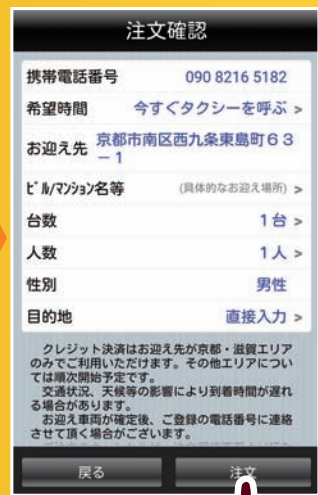 注文確認
携帯電話番号 090 8216 5182
希望時間 今すぐタクシーを呼ぶ >
お迎え先 京都市南区西九条東島町63
－1
ビル/マンション名等 (具体的なお迎え場所) >
台数 1台 >
人数 1人 >
性別 男性
目的地 直接入力 >
クレジット決済はお迎え先が京都・滋賀エリア
のみでご利用いただけます。その他エリアについ
ては順次開始予定です。
交通状況、天候等の影響により到着時間が遅れ
る場合があります。
お迎え車両が確定後、ご登録の電話番号に連絡
させて頂く場合がございます。
戻る 注文